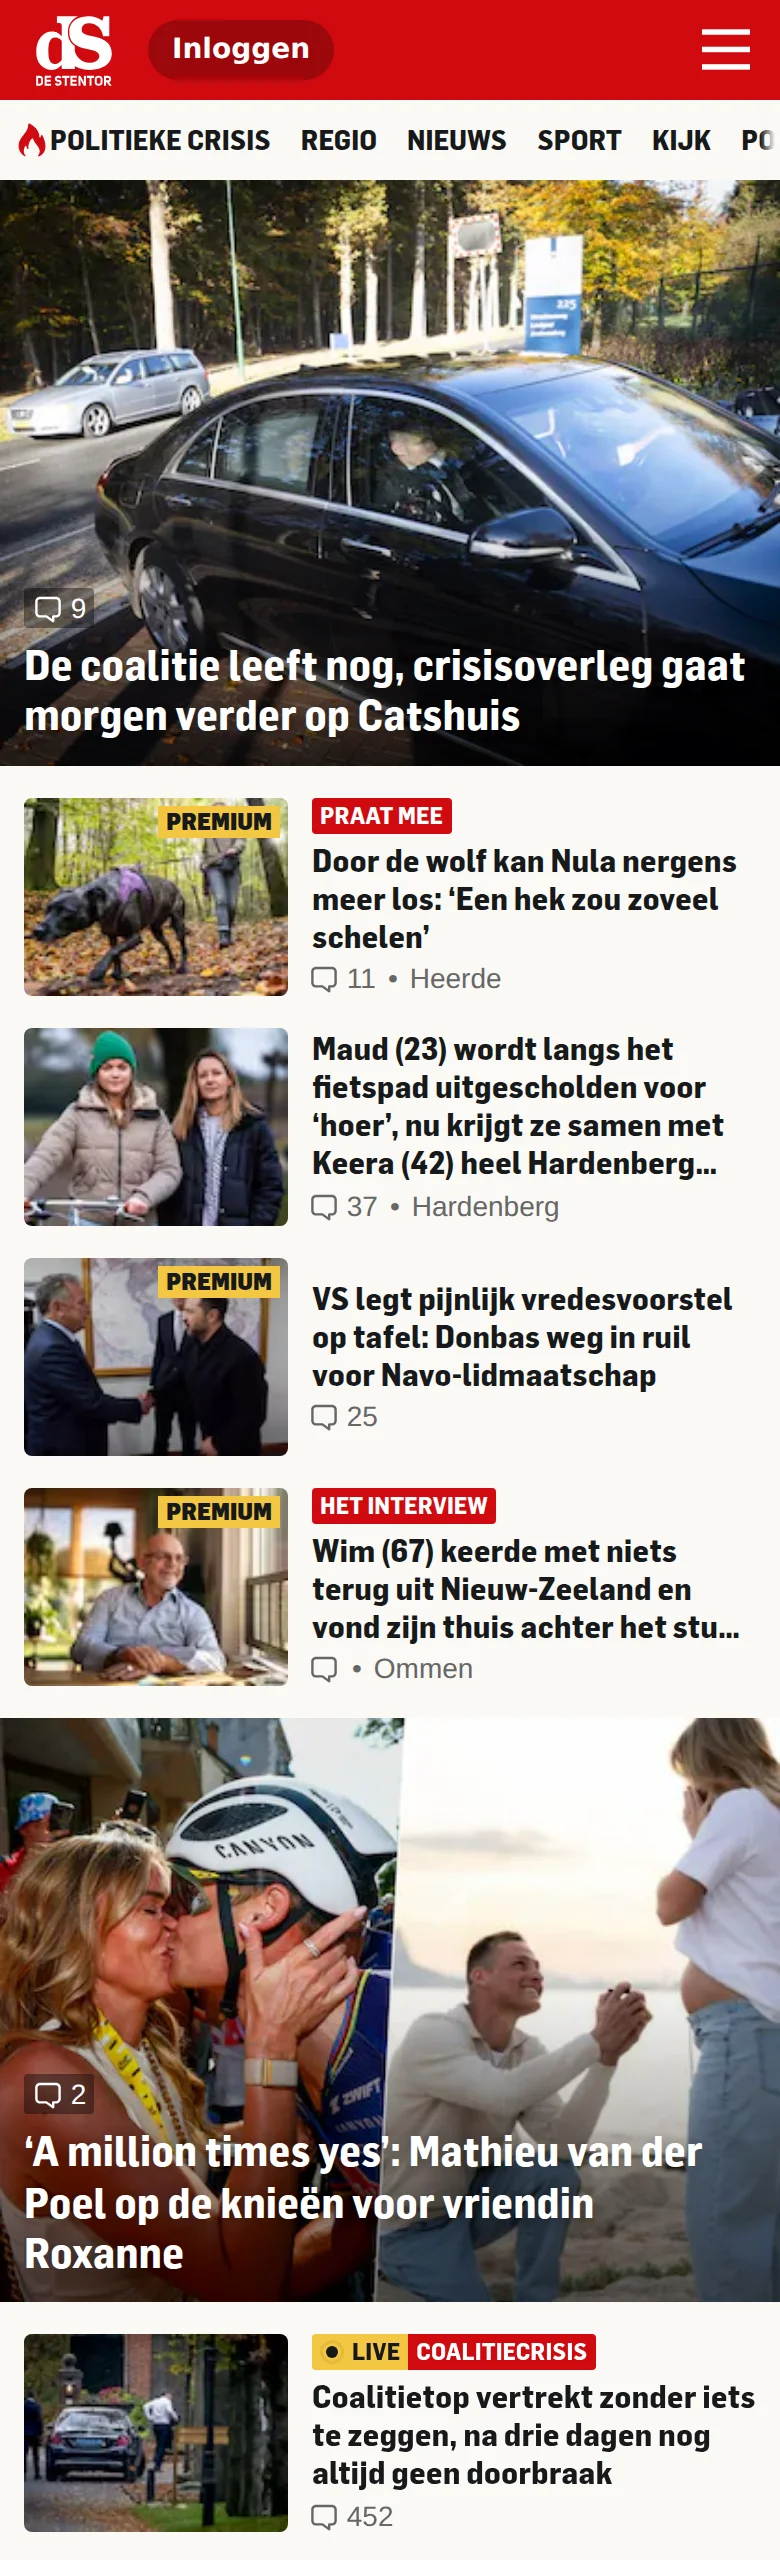 dS
DE STENTOR
Inloggen
POLITIEKE CRISIS REGIO NIEUWS SPORT KIJK PO
225
9
De coalitie leeft nog, crisisoverleg gaat
morgen verder op Catshuis
PREMIUM
PRAAT MEE
Door de wolf kan Nula nergens
meer los: ‘Een hek zou zoveel
schelen’
11 • Heerde
Maud (23) wordt langs het
fietspad uitgescholden voor
‘hoer’, nu krijgt ze samen met
Keera (42) heel Hardenberg...
37 • Hardenberg
PREMIUM
VS legt pijnlijk vredesvoorstel
op tafel: Donbas weg in ruil
voor Navo-lidmaatschap
25
PREMIUM
HET INTERVIEW
Wim (67) keerde met niets
terug uit Nieuw-Zeeland en
vond zijn thuis achter het stu...
• Ommen
CANYON
ZWIFT
CANYON
2
‘A million times yes’: Mathieu van der
Poel op de knieën voor vriendin
Roxanne
LIVE COALITIECRISIS
Coalitietop vertrekt zonder iets
te zeggen, na drie dagen nog
altijd geen doorbraak
452